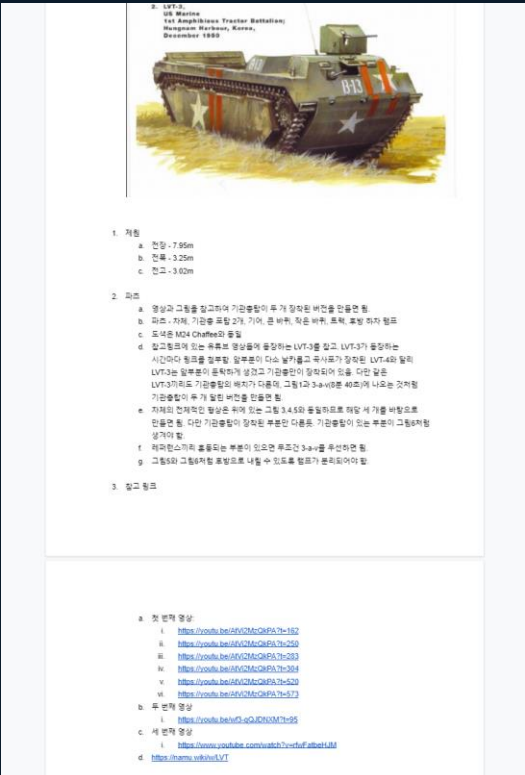 2. LVT-3,
US Marine
1st Amphibious Tractor Battalion;
Hungnam Harbour, Korea,
December 1950
B-13
B-13
1. 제원
a. 전장 - 7.95m
b. 전폭 - 3.25m
c. 전고 - 3.02m
2. 파츠
a. 영상과 그림을 참고하여 기관총탑이 두 개 장착된 버전을 만들면 됨.
b. 파츠 - 차체, 기관총 포탑 2개, 기어, 큰 바퀴, 작은 바퀴, 트랙, 후방 하차 램프
c. 도색은 M24 Chaffee와 동일
d. 참고링크에 있는 유튜브 영상들에 등장하는 LVT-3를 참고. LVT-3가 등장하는
시간마다 링크를 첨부함. 앞부분이 다소 날카롭고 곡사포가 장착된 LVT-4와 달리
LVT-3는 앞부분이 둔탁하게 생겼고 기관총만이 장착되어 있음. 다만 같은
LVT-3끼리도 기관총탑의 배치가 다른데, 그림1과 3-a-v(8분 40초)에 나오는 것처럼
기관총탑이 두 개 달린 버전을 만들면 됨.
e. 차체의 전체적인 형상은 위에 있는 그림 3,4,5와 동일하므로 해당 세 개를 바탕으로
만들면 됨. 다만 기관총탑이 장착된 부분만 다른듯. 기관총탑이 있는 부분이 그림6처럼
생겨야 함.
f. 레퍼런스끼리 혼동되는 부분이 있으면 무조건 3-a-v를 우선하면 됨.
g. 그림5와 그림6처럼 후방으로 내릴 수 있도록 램프가 분리되어야 함.
3. 참고 링크
a. 첫 번째 영상:
i. https://youtu.be/AtVi2MzQkPA?t=162
ii. https://youtu.be/AtVi2MzQkPA?t=250
iii. https://youtu.be/AtVi2MzQkPA?t=283
iv. https://youtu.be/AtVi2MzQkPA?t=304
v. https://youtu.be/AtVi2MzQkPA?t=520
vi. https://youtu.be/AtVi2MzQkPA?t=573
b. 두 번째 영상
i. https://youtu.be/wf3-qQJDNXM?t=95
c. 세 번째 영상
i. https://www.youtube.com/watch?v=rfwFatbeHJM
d. https://namu.wiki/w/LVT